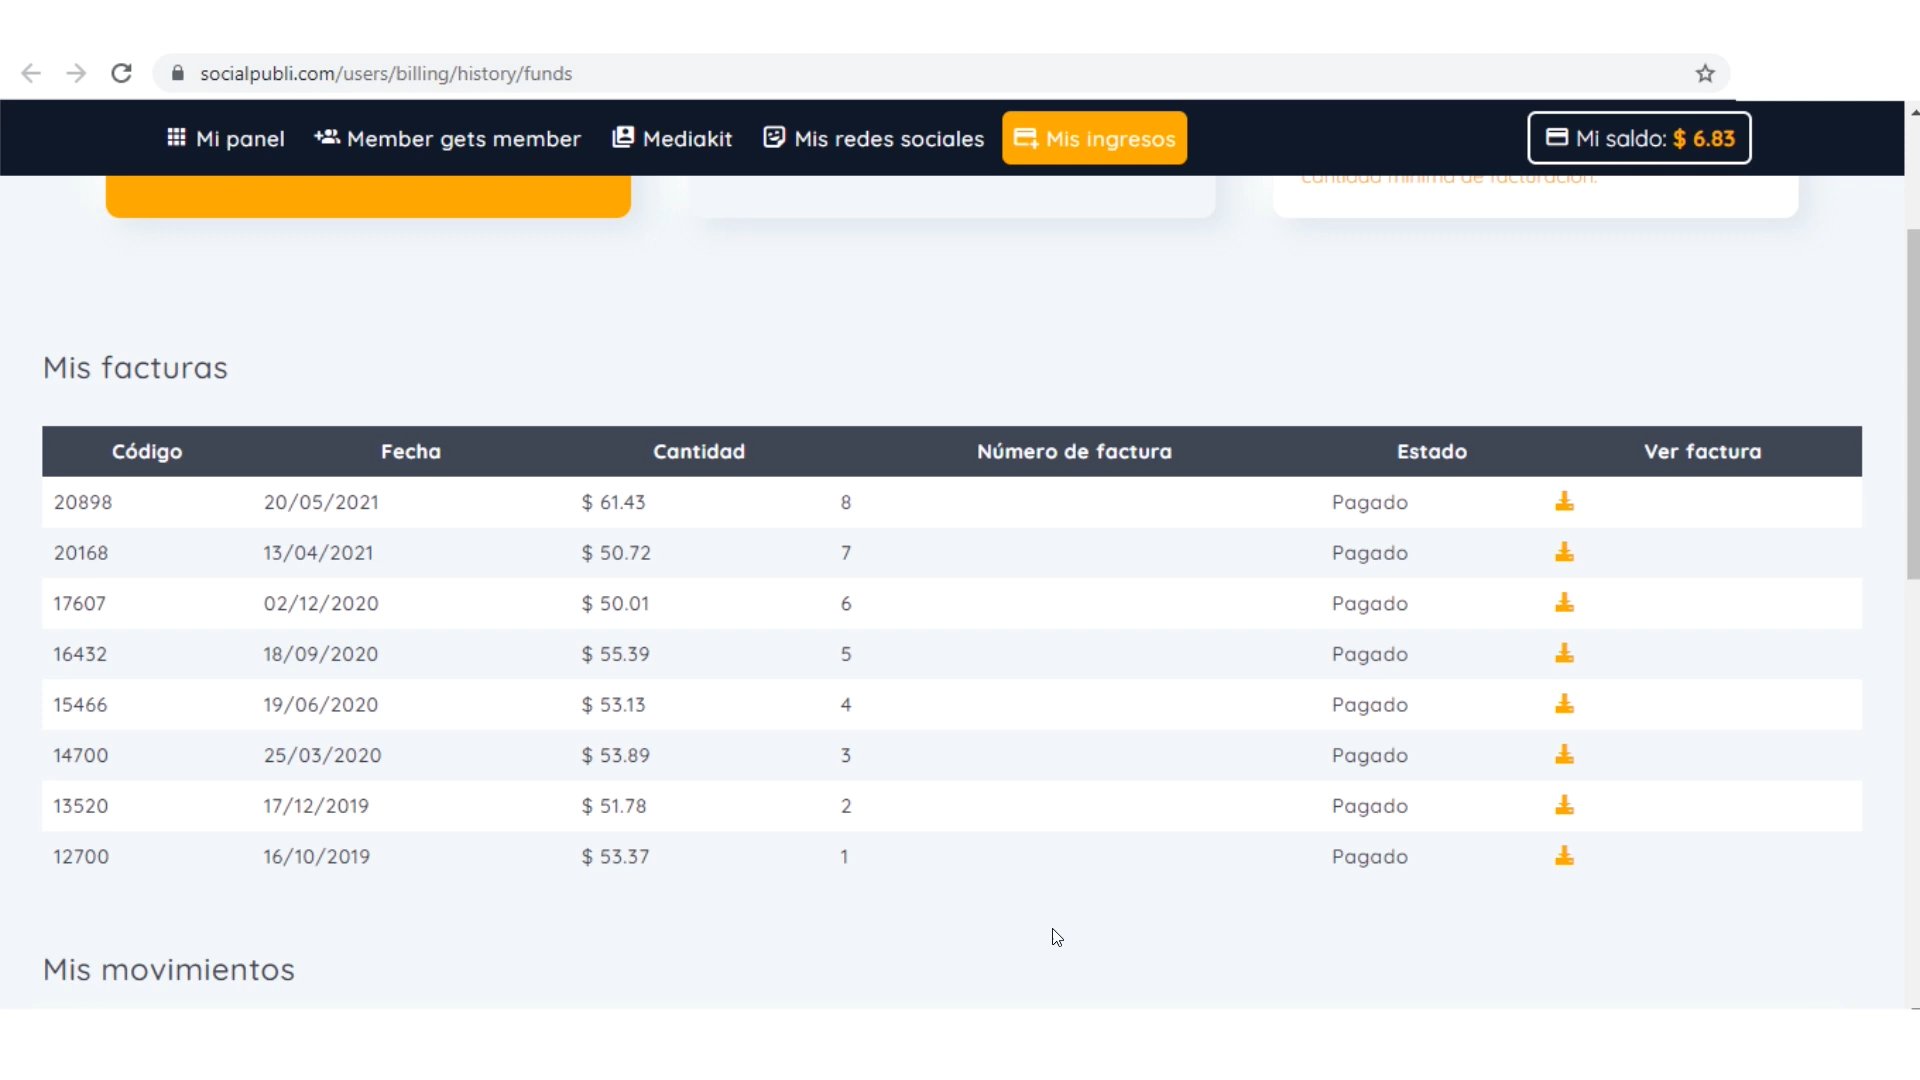 socialpubli.com/users/billing/history/funds
Mi panel Member gets member Mediakit Mis redes sociales Mis ingresos Mi saldo: $ 6.83
cantidad mínima de facturación.
Mis facturas
Código Fecha Cantidad Número de factura Estado Ver factura
20898 20/05/2021 $ 61.43 8 Pagado
20168 13/04/2021 $ 50.72 7 Pagado
17607 02/12/2020 $ 50.01 6 Pagado
16432 18/09/2020 $ 55.39 5 Pagado
15466 19/06/2020 $ 53.13 4 Pagado
14700 25/03/2020 $ 53.89 3 Pagado
13520 17/12/2019 $ 51.78 2 Pagado
12700 16/10/2019 $ 53.37 1 Pagado
Mis movimientos